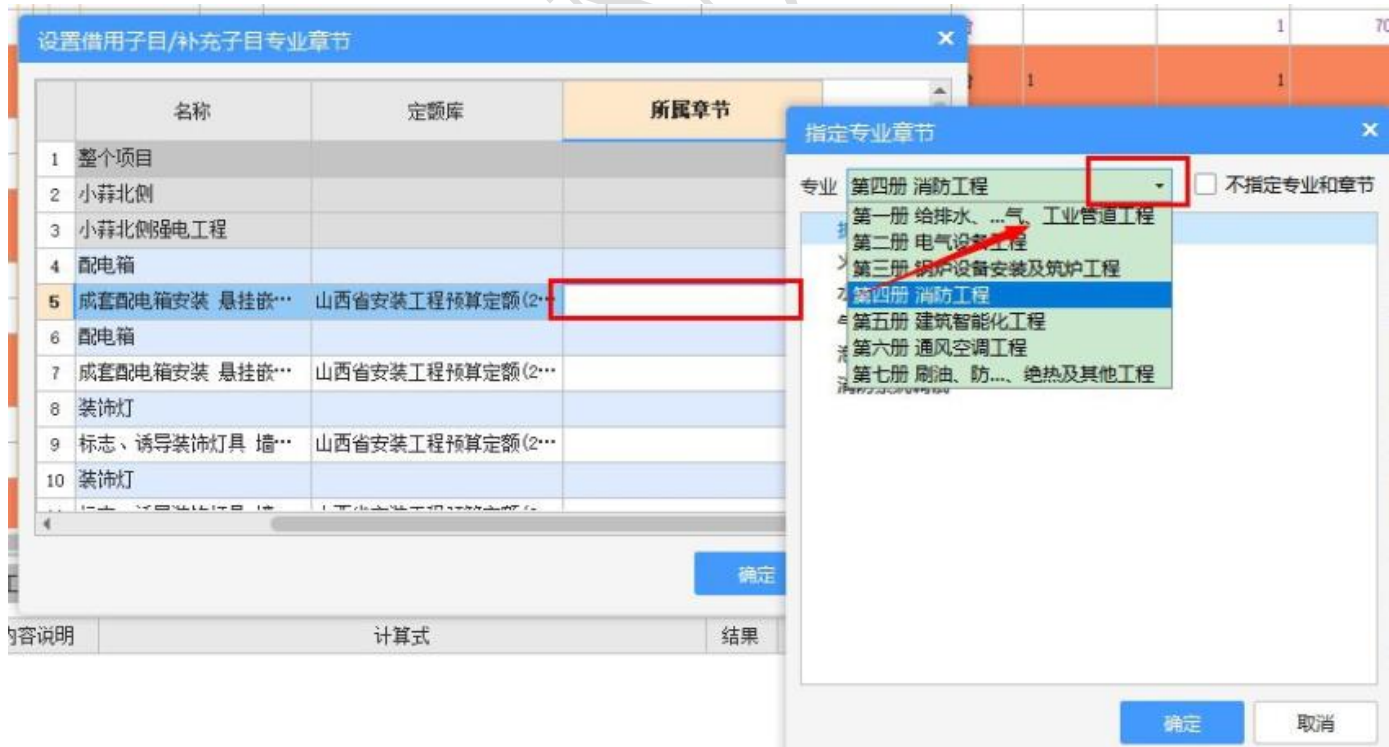 设置借用子目/补充子目专业章节
名称 定额库 所属章节
1 整个项目
2 小蒜北侧
3 小蒜北侧强电工程
4 配电箱
5 成套配电箱安装 悬挂嵌… 山西省安装工程预算定额(2…
6 配电箱
7 成套配电箱安装 悬挂嵌… 山西省安装工程预算定额(2…
8 装饰灯
9 标志、诱导装饰灯具 墙… 山西省安装工程预算定额(2…
10 装饰灯
确定
1 70
1 1
指定专业章节
专业 第四册 消防工程 不指定专业和章节
第一册 给排水、...气、工业管道工程
第二册 电气设备工程
第三册 锅炉设备安装及筑炉工程
第四册 消防工程
第五册 建筑智能化工程
第六册 通风空调工程
第七册 刷油、防...、绝热及其他工程
确定 取消
内容说明 计算式 结果